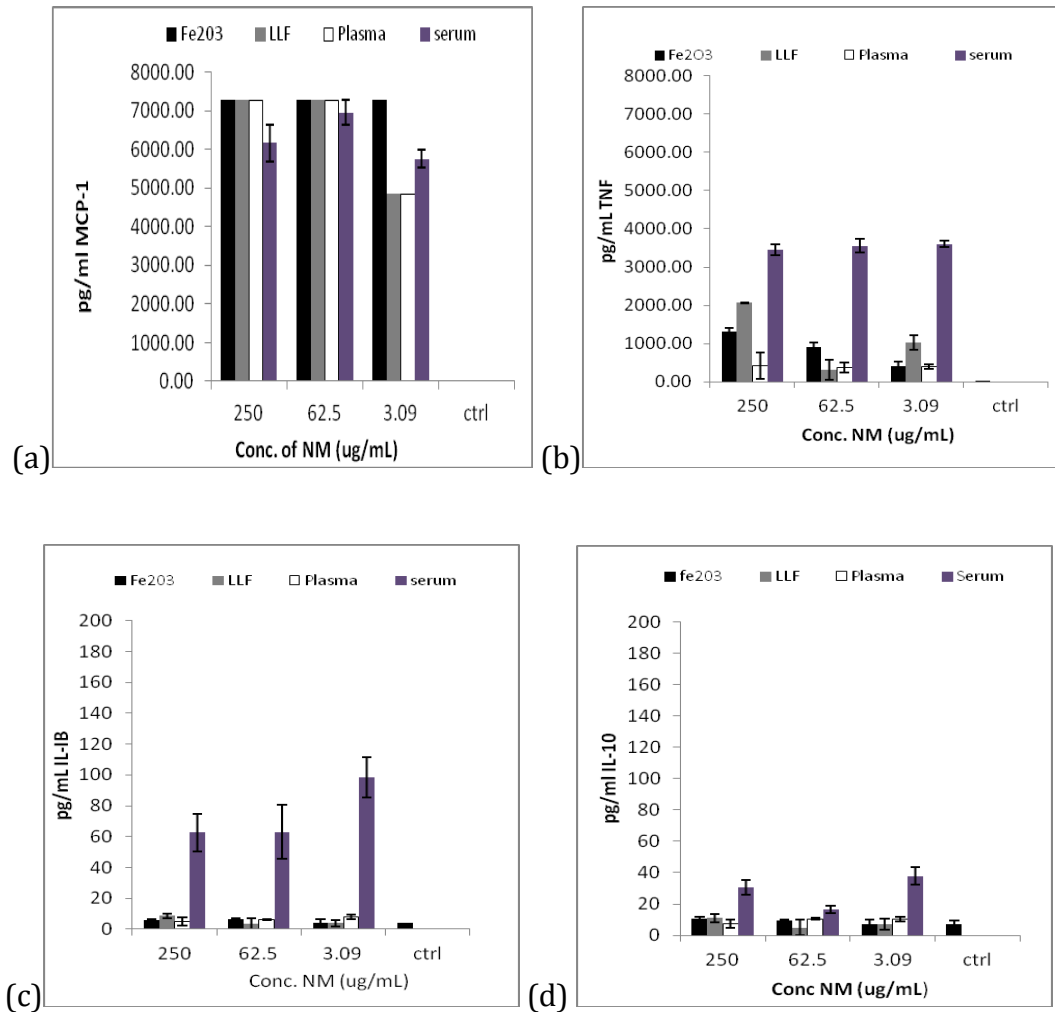 Fe203 LLF Plasma serum
8000.00
7000.00
6000.00
5000.00
4000.00
3000.00
2000.00
1000.00
0.00
pg/ml MCP-1
250 62.5 3.09 ctrl
Conc. of NM (ug/mL)
(a)
Fe203 LLF Plasma serum
8000.00
7000.00
6000.00
5000.00
4000.00
3000.00
2000.00
1000.00
0.00
pg/mL TNF
250 62.5 3.09 ctrl
Conc. NM (ug/mL)
(b)
Fe203 LLF Plasma serum
200
180
160
140
120
100
80
60
40
20
0
pg/mL IL-IB
250 62.5 3.09 ctrl
Conc. NM (ug/mL)
(c)
fe203 LLF Plasma Serum
200
180
160
140
120
100
80
60
40
20
0
pg/ml IL-10
250 62.5 3.09 ctrl
Conc NM (ug/mL)
(d)